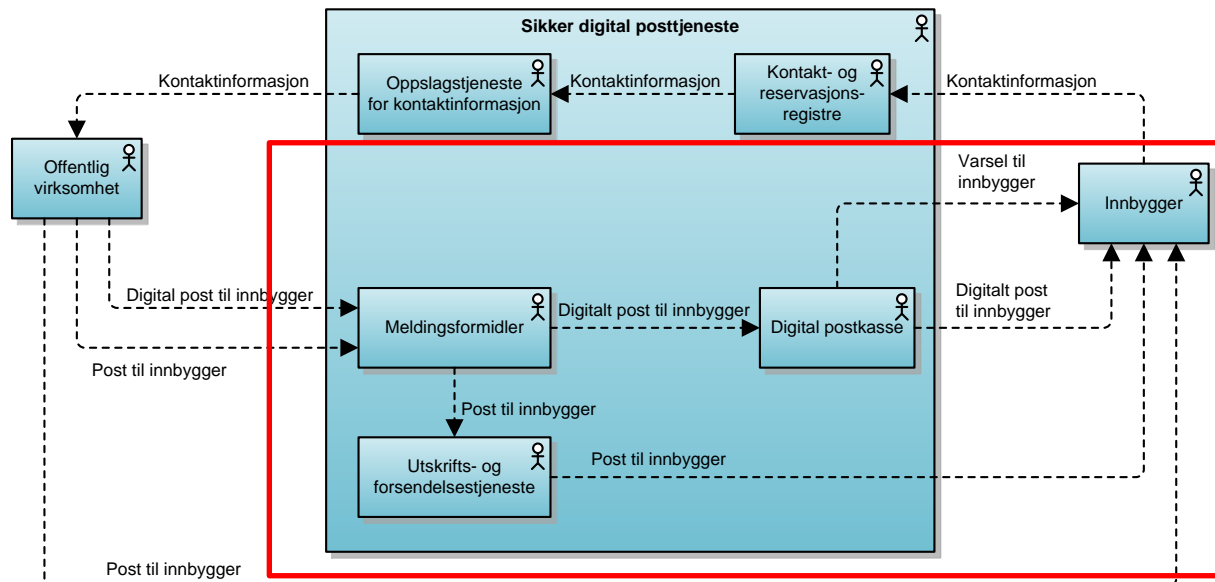 Sikker digital posttjeneste
Kontaktinformasjon
Oppslagstjeneste
for kontaktinformasjon
Kontaktinformasjon
Kontakt- og
reservasjons-
registre
Kontaktinformasjon
Offentlig
virksomhet
Varsel til
innbygger
Innbygger
Digital post til innbygger
Meldingsformidler
Digitalt post til innbygger
Digital postkasse
Digitalt post
til innbygger
Post til innbygger
Post til innbygger
Utskrifts- og
forsendelsestjeneste
Post til innbygger
Post til innbygger